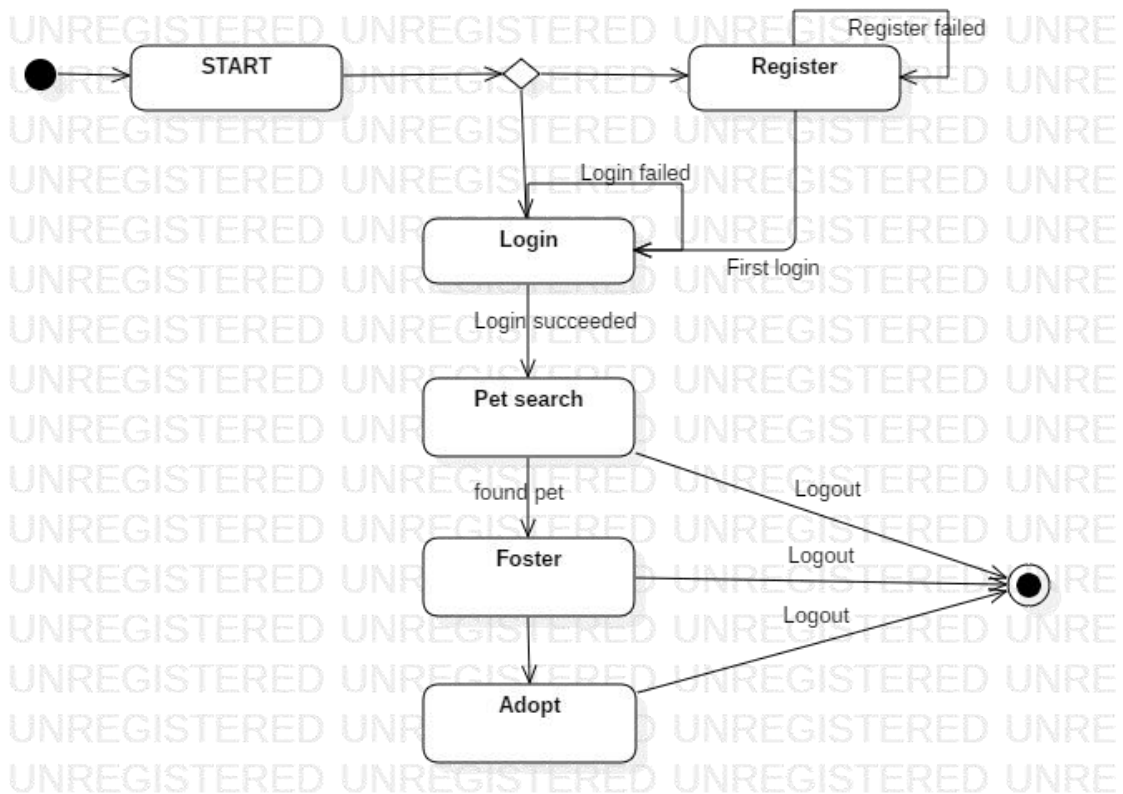 START
Register
Register failed
Login failed
Login
First login
Login succeeded
Pet search
found pet
Logout
Foster
Logout
Logout
Adopt
UNREGISTERED